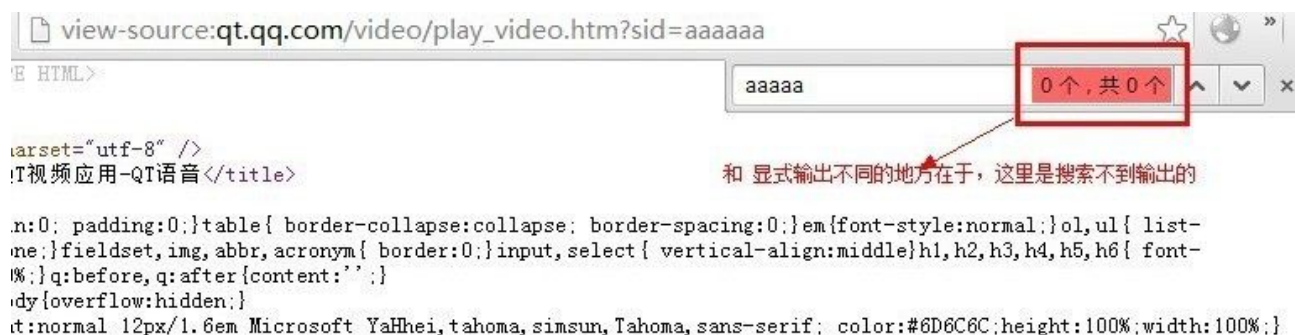 view-source:qt.qq.com/video/play_video.htm?sid=aaaaaa
»
E HTML>
aaaaa
0个,共0个
×
arset="utf-8" />
QT视频应用-QT语音</title>
和 显式输出不同的地方在于，这里是搜索不到输出的
n:0; padding:0;}table{ border-collapse:collapse; border-spacing:0;}em{font-style:normal;}ol,ul{ list-
ne;}fieldset,img,abbr,acronym{ border:0;}input,select{ vertical-align:middle}h1,h2,h3,h4,h5,h6{ font-
%;}q:before,q:after{content:'';}
dy{overflow:hidden;}
t:normal 12px/1.6em Microsoft YaHhei,tahoma,simsun,Tahoma,sans-serif; color:#6D6C6C;height:100%;width:100%;}